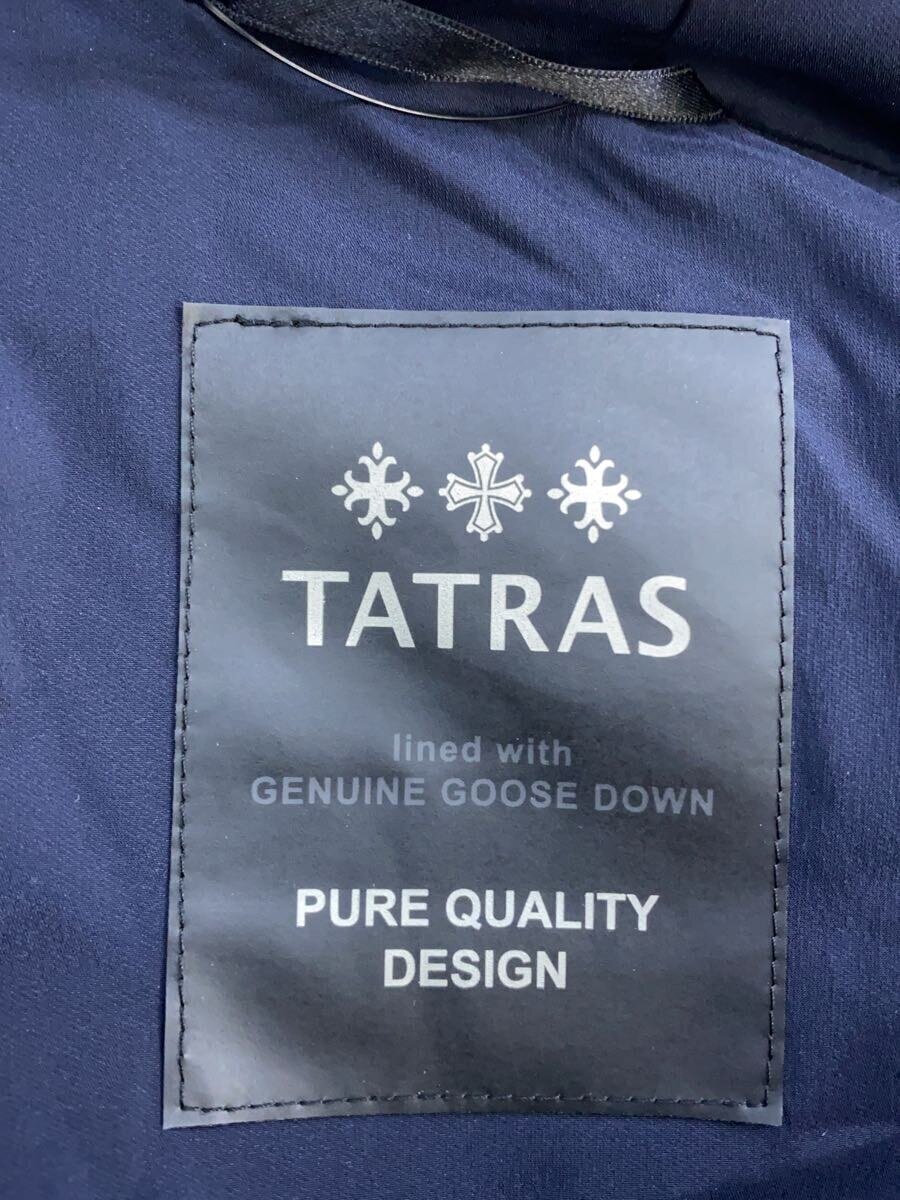 TATRAS
lined with
GENUINE GOOSE DOWN
PURE QUALITY
DESIGN